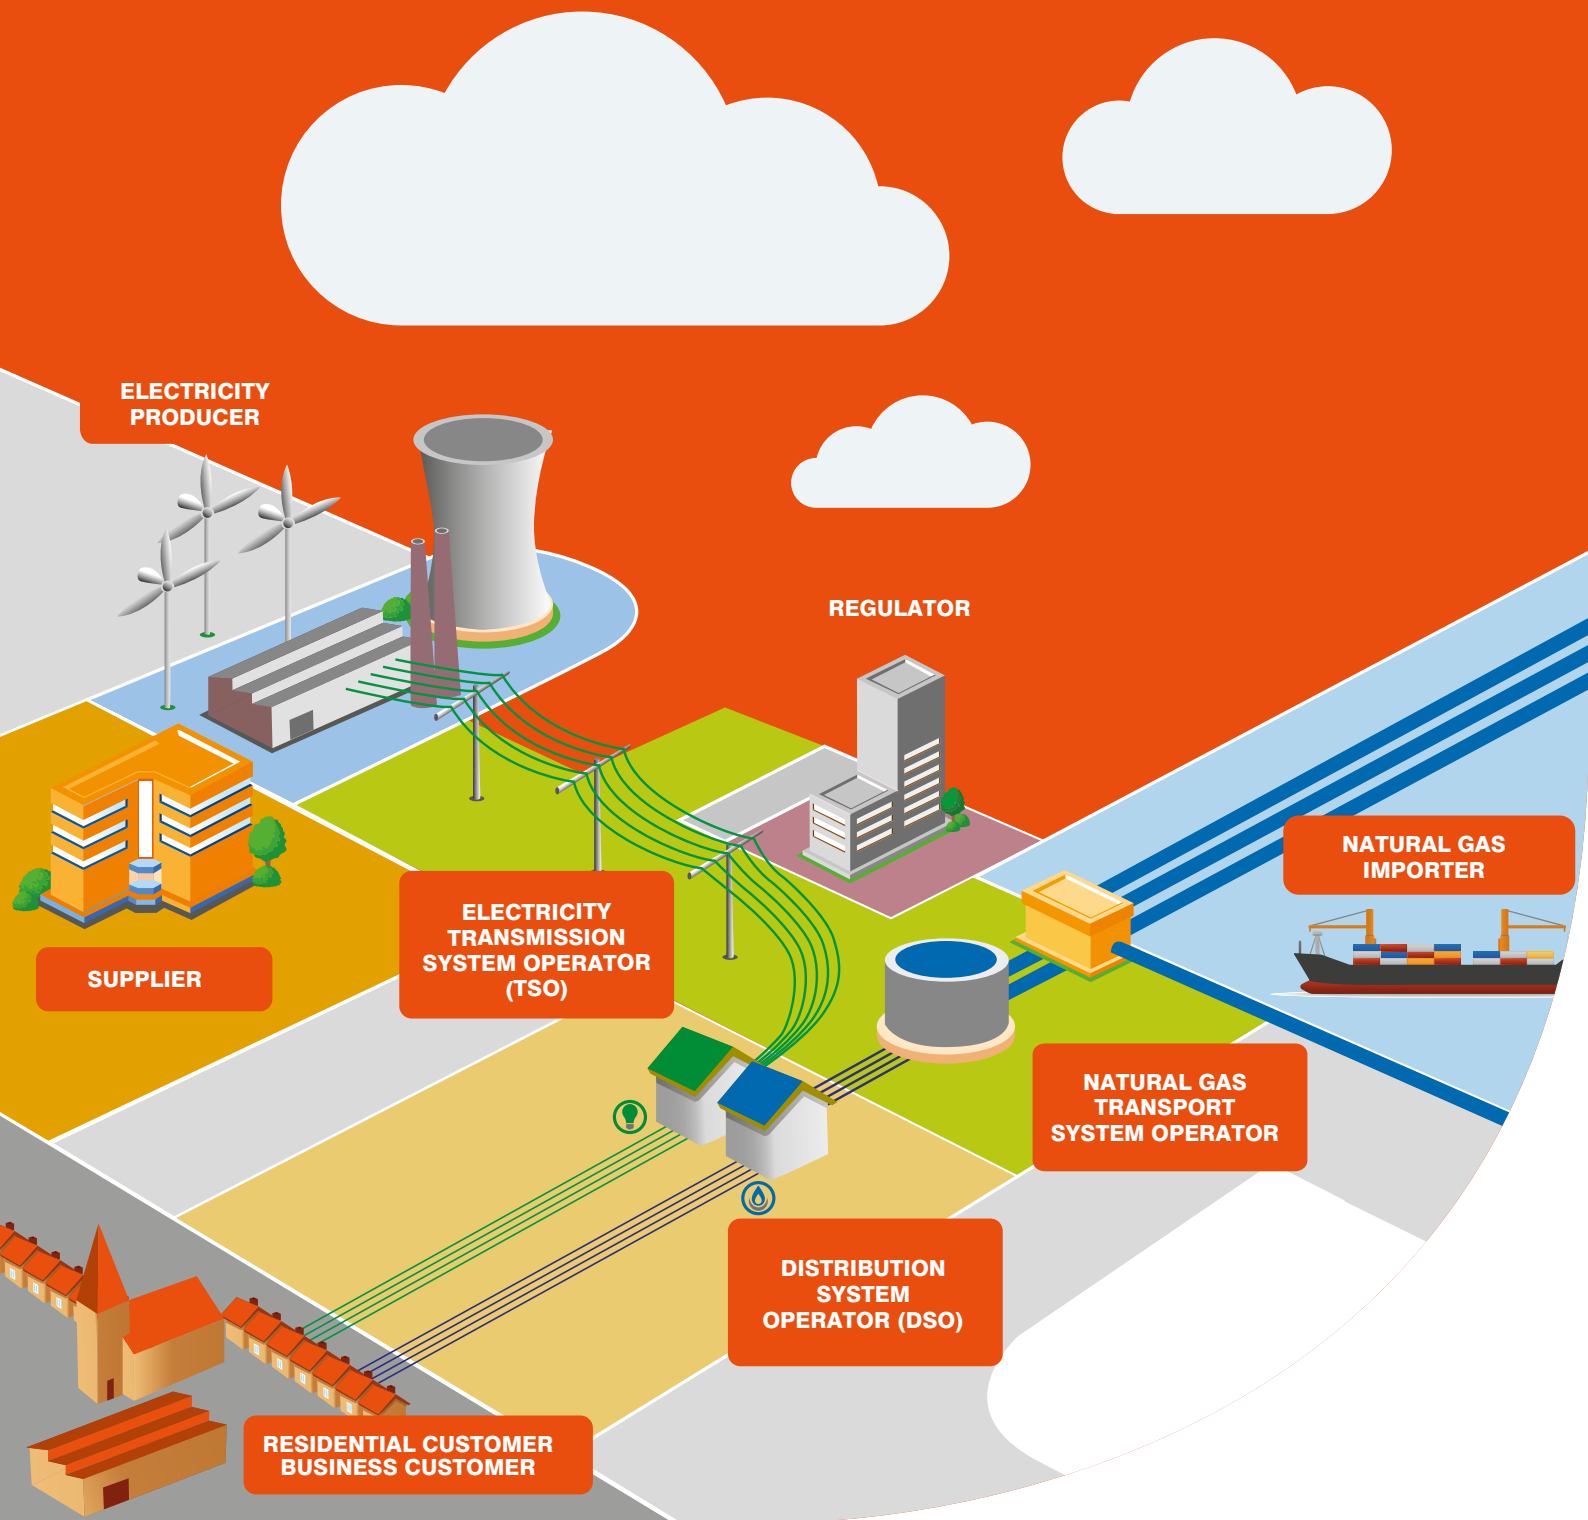 ELECTRICITY
PRODUCER
REGULATOR
NATURAL GAS
IMPORTER
ELECTRICITY
TRANSMISSION
SYSTEM OPERATOR
(TSO)
SUPPLIER
NATURAL GAS
TRANSPORT
SYSTEM OPERATOR
DISTRIBUTION
SYSTEM
OPERATOR (DSO)
RESIDENTIAL CUSTOMER
BUSINESS CUSTOMER